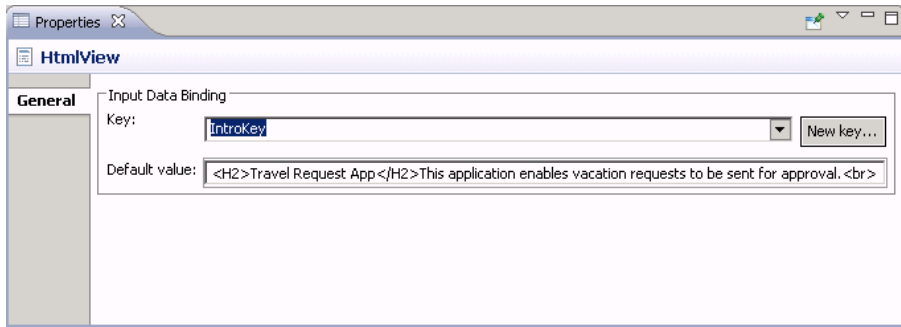 Properties
HtmlView
General
Input Data Binding
Key:
IntroKey
New key...
Default value:
<H2>Travel Request App</H2>This application enables vacation requests to be sent for approval.<br>